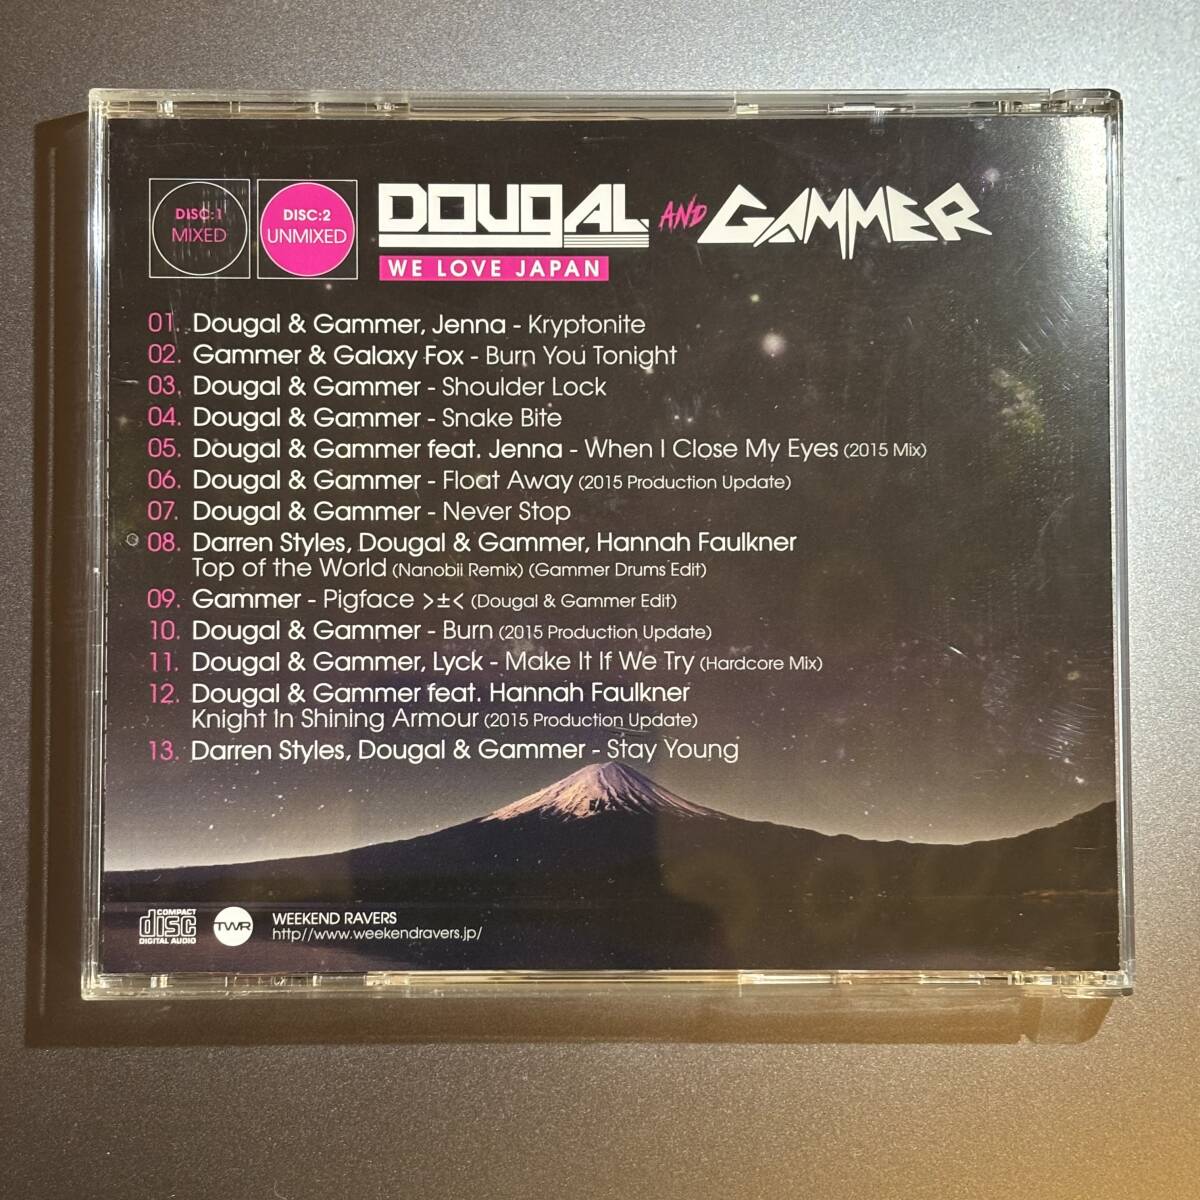 DISC:1
MIXED
DISC:2
UNMIXED
DOUGAL AND GAMMER
WE LOVE JAPAN
01. Dougal & Gammer, Jenna - Kryptonite
02. Gammer & Galaxy Fox - Burn You Tonight
03. Dougal & Gammer - Shoulder Lock
04. Dougal & Gammer - Snake Bite
05. Dougal & Gammer feat. Jenna - When I Close My Eyes (2015 Mix)
06. Dougal & Gammer - Float Away (2015 Production Update)
07. Dougal & Gammer - Never Stop
08. Darren Styles, Dougal & Gammer, Hannah Faulkner
Top of the World (Nanobii Remix) (Gammer Drums Edit)
09. Gammer - Pigface >±< (Dougal & Gammer Edit)
10. Dougal & Gammer - Burn (2015 Production Update)
11. Dougal & Gammer, Lyck - Make It If We Try (Hardcore Mix)
12. Dougal & Gammer feat. Hannah Faulkner
Knight In Shining Armour (2015 Production Update)
13. Darren Styles, Dougal & Gammer - Stay Young
COMPACT
disc
DIGITAL AUDIO
TWR
WEEKEND RAVERS
http//www.weekendravers.jp/